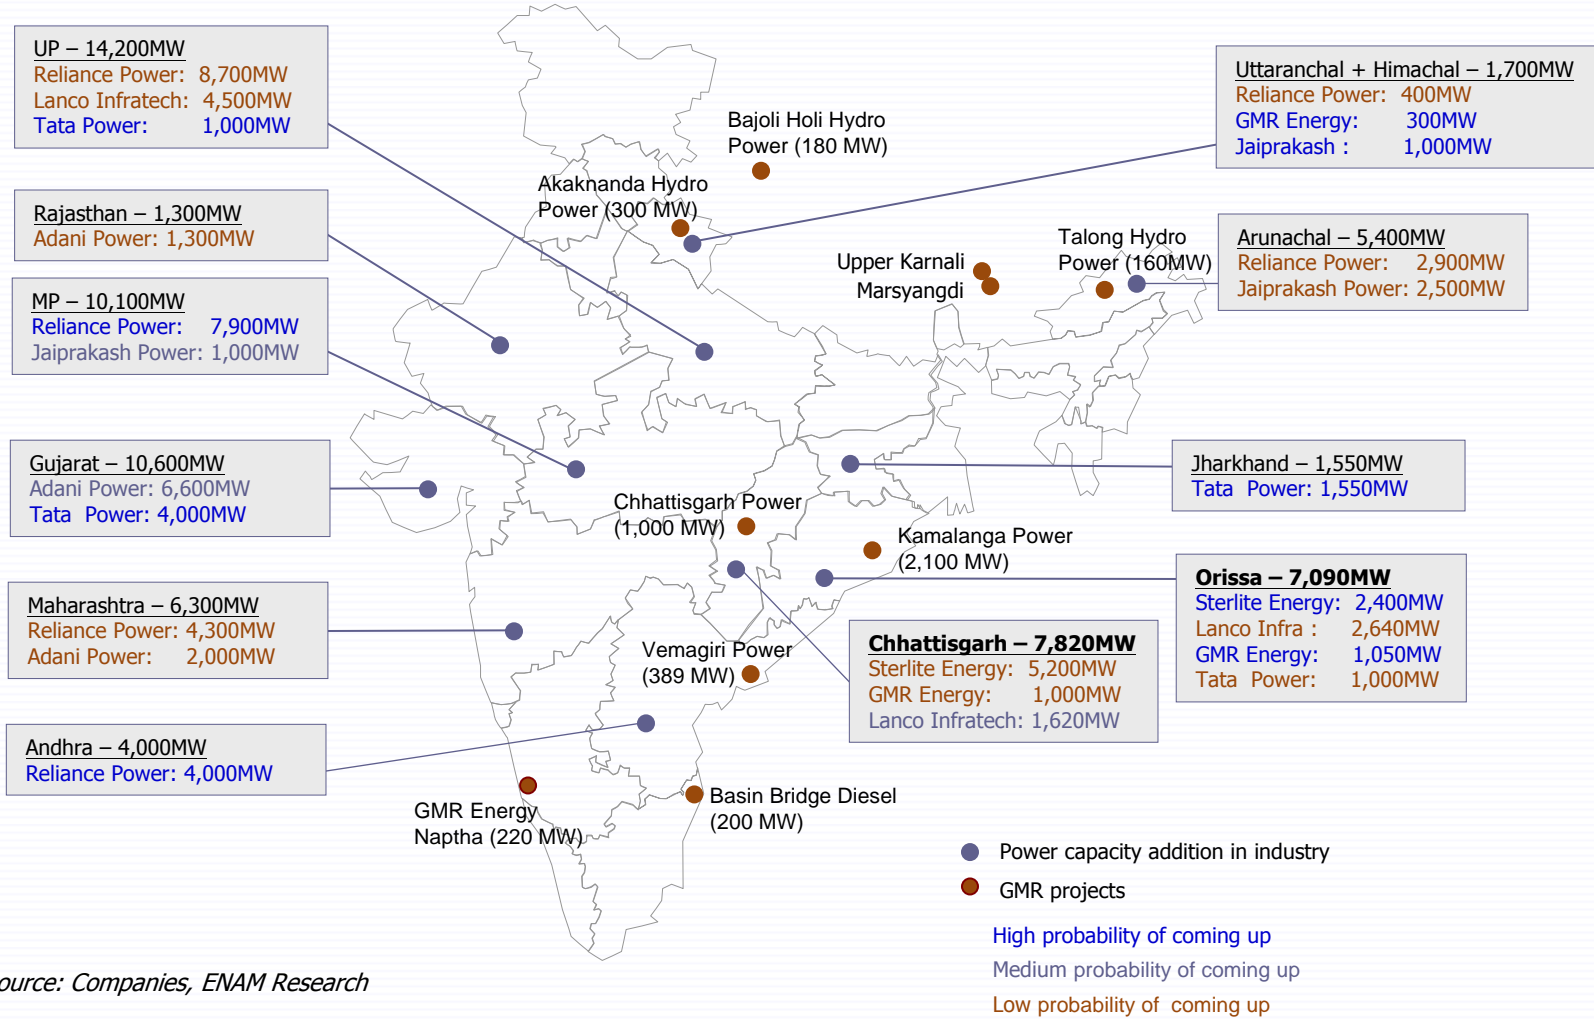 UP – 14,200MW
Reliance Power: 8,700MW
Lanco Infratech: 4,500MW
Tata Power: 1,000MW
Rajasthan – 1,300MW
Adani Power: 1,300MW
MP – 10,100MW
Reliance Power: 7,900MW
Jaiprakash Power: 1,000MW
Gujarat – 10,600MW
Adani Power: 6,600MW
Tata Power: 4,000MW
Maharashtra – 6,300MW
Reliance Power: 4,300MW
Adani Power: 2,000MW
Andhra – 4,000MW
Reliance Power: 4,000MW
Bajoli Holi Hydro
Power (180 MW)
Akaknanda Hydro
Power (300 MW)
Upper Karnali
Marsyangdi
Talong Hydro
Power (160MW)
Chhattisgarh Power
(1,000 MW)
Kamalanga Power
(2,100 MW)
Vemagiri Power
(389 MW)
GMR Energy
Naptha (220 MW)
Basin Bridge Diesel
(200 MW)
Uttaranchal + Himachal – 1,700MW
Reliance Power: 400MW
GMR Energy: 300MW
Jaiprakash : 1,000MW
Arunachal – 5,400MW
Reliance Power: 2,900MW
Jaiprakash Power: 2,500MW
Jharkhand – 1,550MW
Tata Power: 1,550MW
Orissa – 7,090MW
Sterlite Energy: 2,400MW
Lanco Infra : 2,640MW
GMR Energy: 1,050MW
Tata Power: 1,000MW
Chhattisgarh – 7,820MW
Sterlite Energy: 5,200MW
GMR Energy: 1,000MW
Lanco Infratech: 1,620MW
Power capacity addition in industry
GMR projects
High probability of coming up
Medium probability of coming up
Low probability of coming up
ource: Companies, ENAM Research